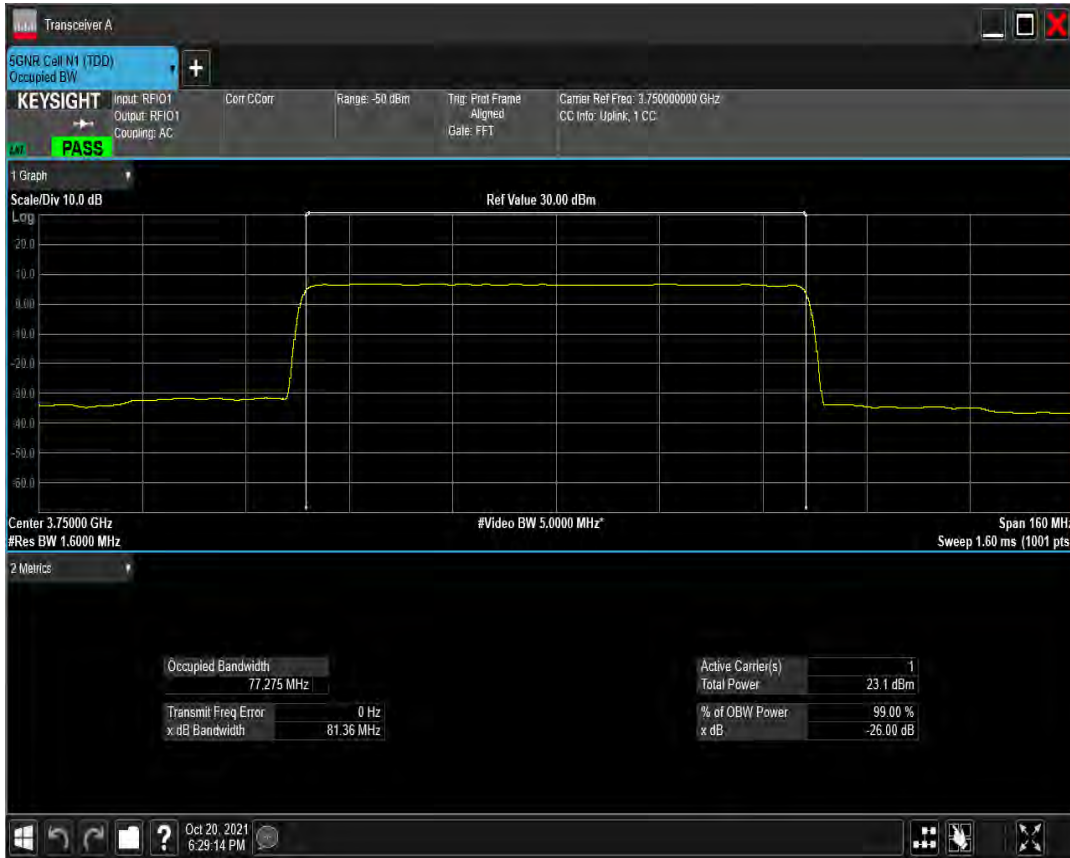 Transceiver A
5GNR Cell N1 (TDD)
Occupied BW
KEYSIGHT
PASS
Input: RFIO1
Output: RFIO1
Coupling: AC
Corr CCorr
Range: -50 dBm
Trig: Prot Frame
Aligned
Gate: FFT
Carrier Ref Freq: 3.750000000 GHz
CC Info: Uplink, 1 CC
1 Graph
Scale/Div 10.0 dB
Ref Value 30.00 dBm
Log
20.0
10.0
0.00
-10.0
-20.0
-30.0
-40.0
-50.0
-60.0
Center 3.75000 GHz
#Video BW 5.0000 MHz*
Span 160 MHz
#Res BW 1.6000 MHz
Sweep 1.60 ms (1001 pts
2 Metrics
Occupied Bandwidth
77.275 MHz
Transmit Freq Error 0 Hz
x dB Bandwidth 81.36 MHz
Active Carrier(s) 1
Total Power 23.1 dBm
% of OBW Power 99.00 %
x dB -26.00 dB
?
Oct 20, 2021
6:29:14 PM